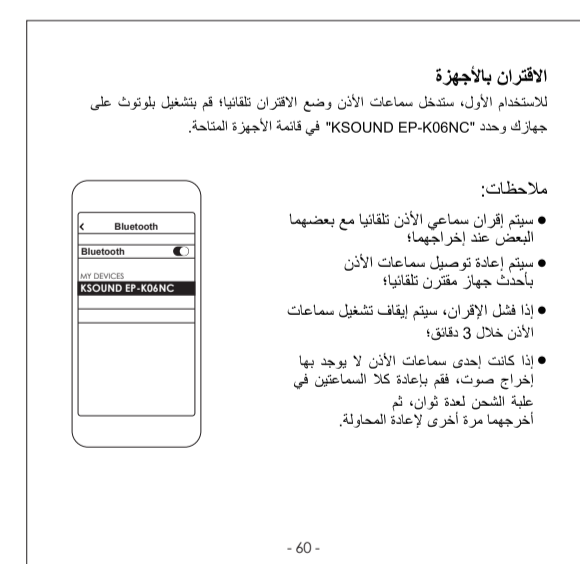 الاقتران بالأجهزة
للاستخدام الأول، ستدخل سماعات الأذن وضع الاقتران تلقائيا؛ قم بتشغيل بلوتوث على
جهازك وحدد "KSOUND EP-K06NC" في قائمة الأجهزة المتاحة.
ملاحظات:
● سيتم إقران سماعي الأذن تلقائيا مع بعضهما
البعض عند إخراجهما؛
● سيتم إعادة توصيل سماعات الأذن
بأحدث جهاز مقترن تلقائيا؛
● إذا فشل الإقران، سيتم إيقاف تشغيل سماعات
الأذن خلال 3 دقائق؛
● إذا كانت إحدى سماعات الأذن لا يوجد بها
إخراج صوت، فقم بإعادة كلا السماعتين في
علبة الشحن لعدة ثوان، ثم
أخرجهما مرة أخرى لإعادة المحاولة.
< Bluetooth
Bluetooth
MY DEVICES
KSOUND EP-K06NC
- 60 -